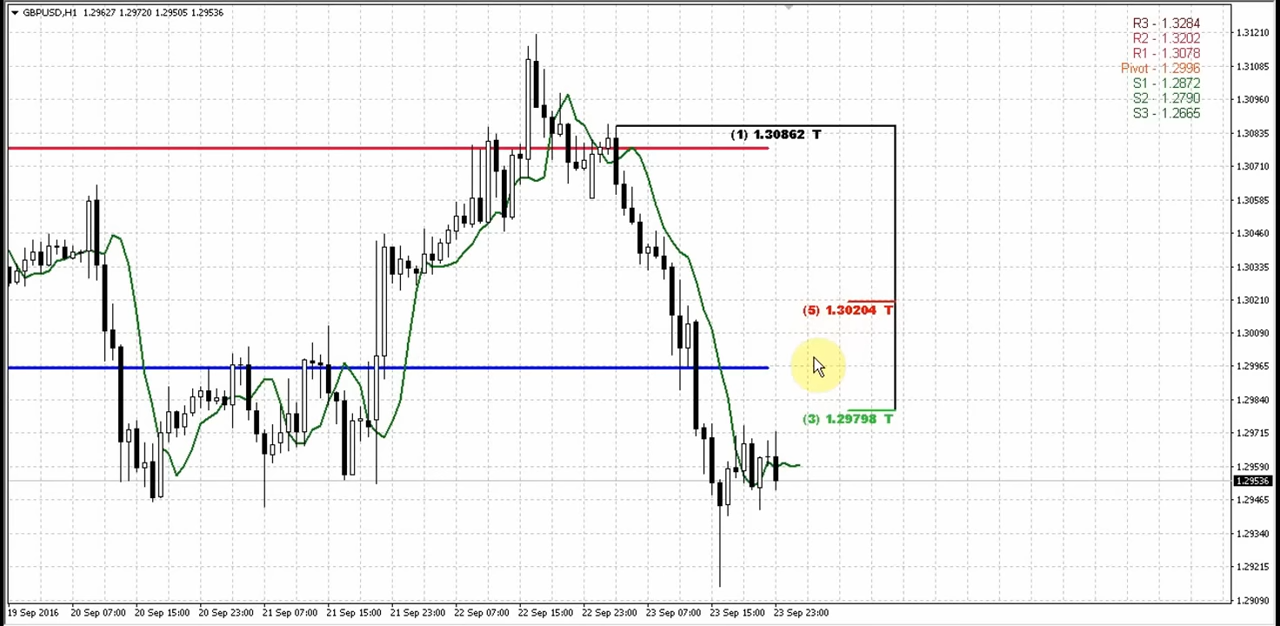 GBPUSD,H1 1.29627 1.29720 1.29505 1.29536
R3 - 1.3284
R2 - 1.3202
R1 - 1.3078
Pivot - 1.2996
S1 - 1.2872
S2 - 1.2790
S3 - 1.2665
1.31210
1.31085
1.30960
1.30835
1.30710
1.30585
1.30460
1.30335
1.30210
1.30090
1.29965
1.29840
1.29715
1.29590
1.29536
1.29465
1.29340
1.29215
1.29090
(1) 1.30862 T
(5) 1.30204 T
(3) 1.29798 T
19 Sep 2016 20 Sep 07:00 20 Sep 15:00 20 Sep 23:00 21 Sep 07:00 21 Sep 15:00 21 Sep 23:00 22 Sep 07:00 22 Sep 15:00 22 Sep 23:00 23 Sep 07:00 23 Sep 15:00 23 Sep 23:00